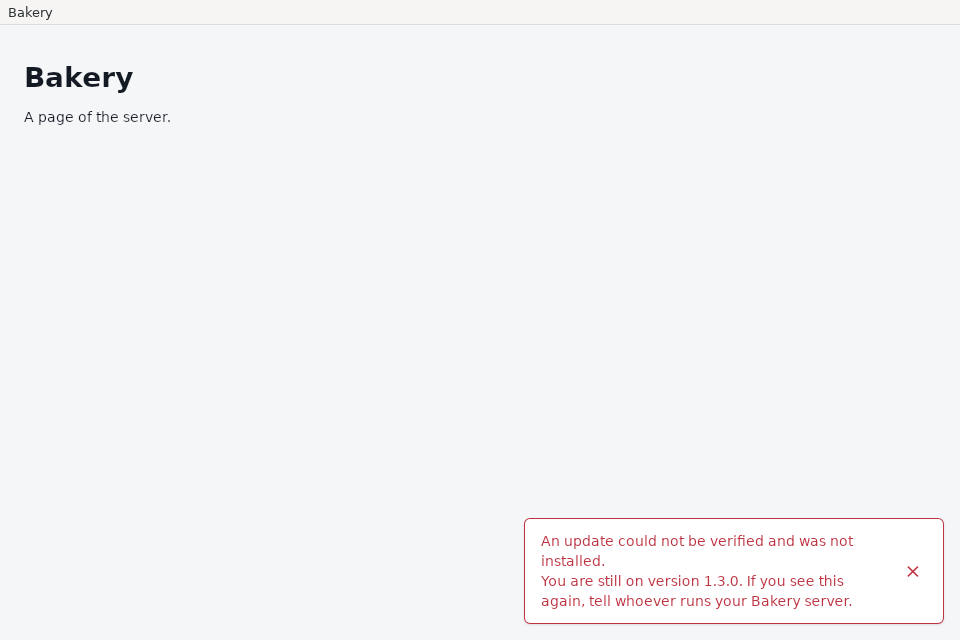 Bakery
Bakery
A page of the server.
An update could not be verified and was not
installed.
You are still on version 1.3.0. If you see this
again, tell whoever runs your Bakery server.